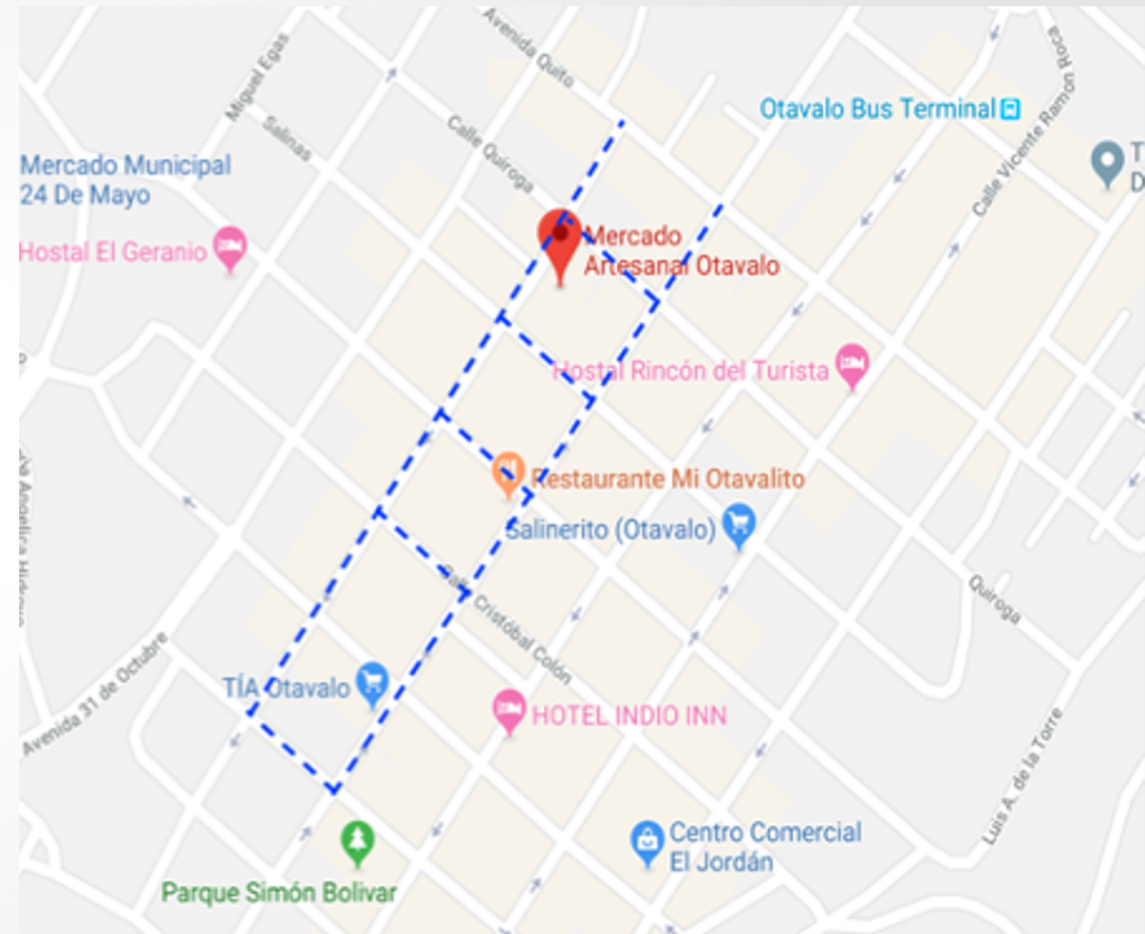 Avenida Quito
Miguel Egas
Salinas
Calle Quiroga
Otavalo Bus Terminal
Calle Vicente Ramón Roca
T
D
Mercado Municipal
24 De Mayo
Hostal El Geranio
Mercado
Artesanal Otavalo
Hostal Rincón del Turista
Restaurante Mi Otavalito
Salinerito (Otavalo)
Calle Cristóbal Colón
Quiroga
Avenida 31 de Octubre
TÍA Otavalo
HOTEL INDIO INN
Luis A. de la Torre
Centro Comercial
El Jordán
Parque Simón Bolivar